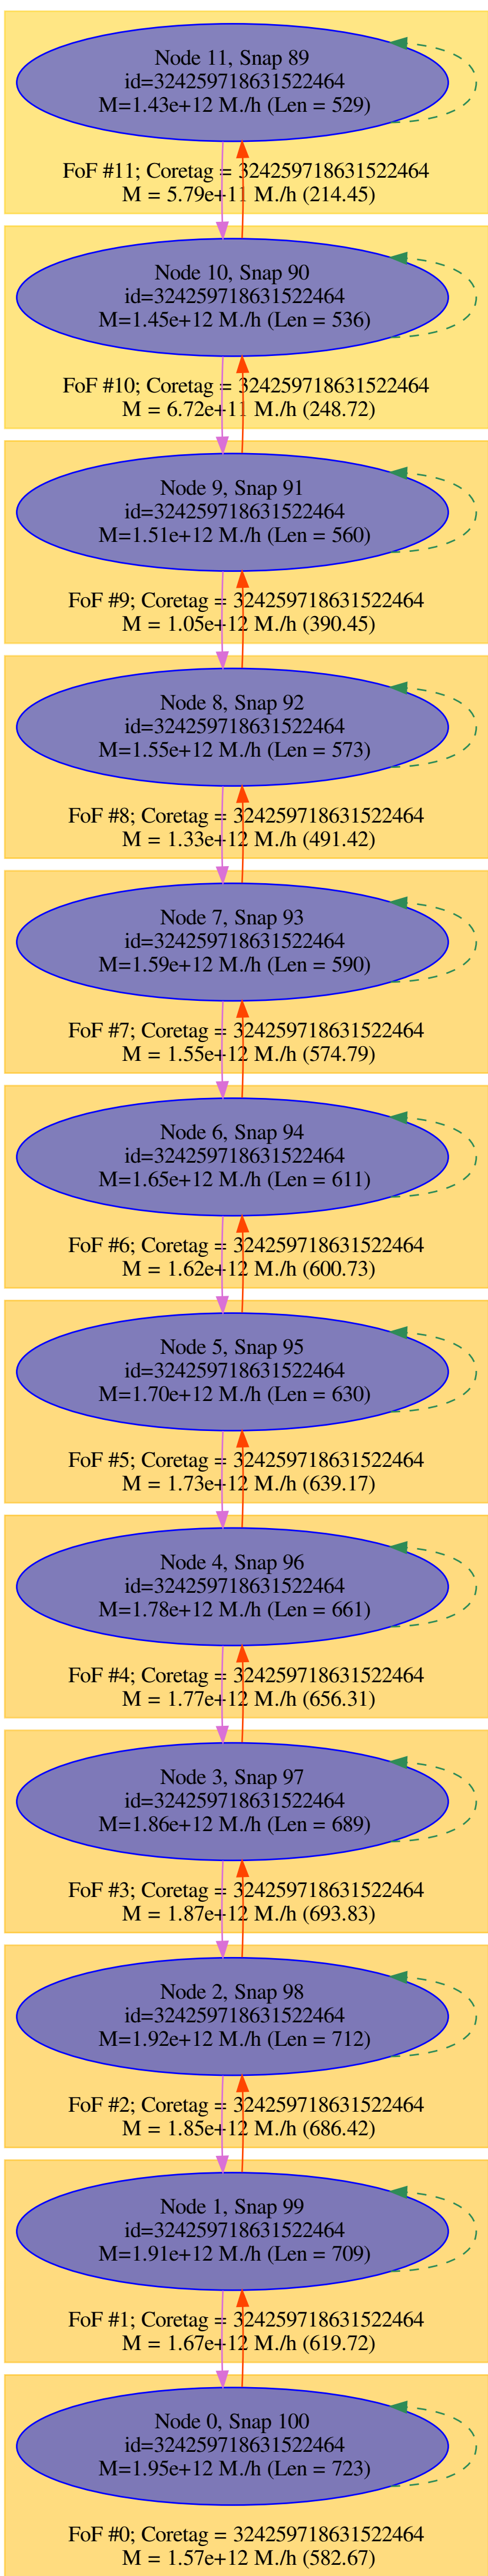 Node 11, Snap 89
id=324259718631522464
M=1.43e+12 M./h (Len = 529)
FoF #11; Coretag = 324259718631522464
M = 5.79e+11 M./h (214.45)
Node 10, Snap 90
id=324259718631522464
M=1.45e+12 M./h (Len = 536)
FoF #10; Coretag = 324259718631522464
M = 6.72e+11 M./h (248.72)
Node 9, Snap 91
id=324259718631522464
M=1.51e+12 M./h (Len = 560)
FoF #9; Coretag = 324259718631522464
M = 1.05e+12 M./h (390.45)
Node 8, Snap 92
id=324259718631522464
M=1.55e+12 M./h (Len = 573)
FoF #8; Coretag = 324259718631522464
M = 1.33e+12 M./h (491.42)
Node 7, Snap 93
id=324259718631522464
M=1.59e+12 M./h (Len = 590)
FoF #7; Coretag = 324259718631522464
M = 1.55e+12 M./h (574.79)
Node 6, Snap 94
id=324259718631522464
M=1.65e+12 M./h (Len = 611)
FoF #6; Coretag = 324259718631522464
M = 1.62e+12 M./h (600.73)
Node 5, Snap 95
id=324259718631522464
M=1.70e+12 M./h (Len = 630)
FoF #5; Coretag = 324259718631522464
M = 1.73e+12 M./h (639.17)
Node 4, Snap 96
id=324259718631522464
M=1.78e+12 M./h (Len = 661)
FoF #4; Coretag = 324259718631522464
M = 1.77e+12 M./h (656.31)
Node 3, Snap 97
id=324259718631522464
M=1.86e+12 M./h (Len = 689)
FoF #3; Coretag = 324259718631522464
M = 1.87e+12 M./h (693.83)
Node 2, Snap 98
id=324259718631522464
M=1.92e+12 M./h (Len = 712)
FoF #2; Coretag = 324259718631522464
M = 1.85e+12 M./h (686.42)
Node 1, Snap 99
id=324259718631522464
M=1.91e+12 M./h (Len = 709)
FoF #1; Coretag = 324259718631522464
M = 1.67e+12 M./h (619.72)
Node 0, Snap 100
id=324259718631522464
M=1.95e+12 M./h (Len = 723)
FoF #0; Coretag = 324259718631522464
M = 1.57e+12 M./h (582.67)